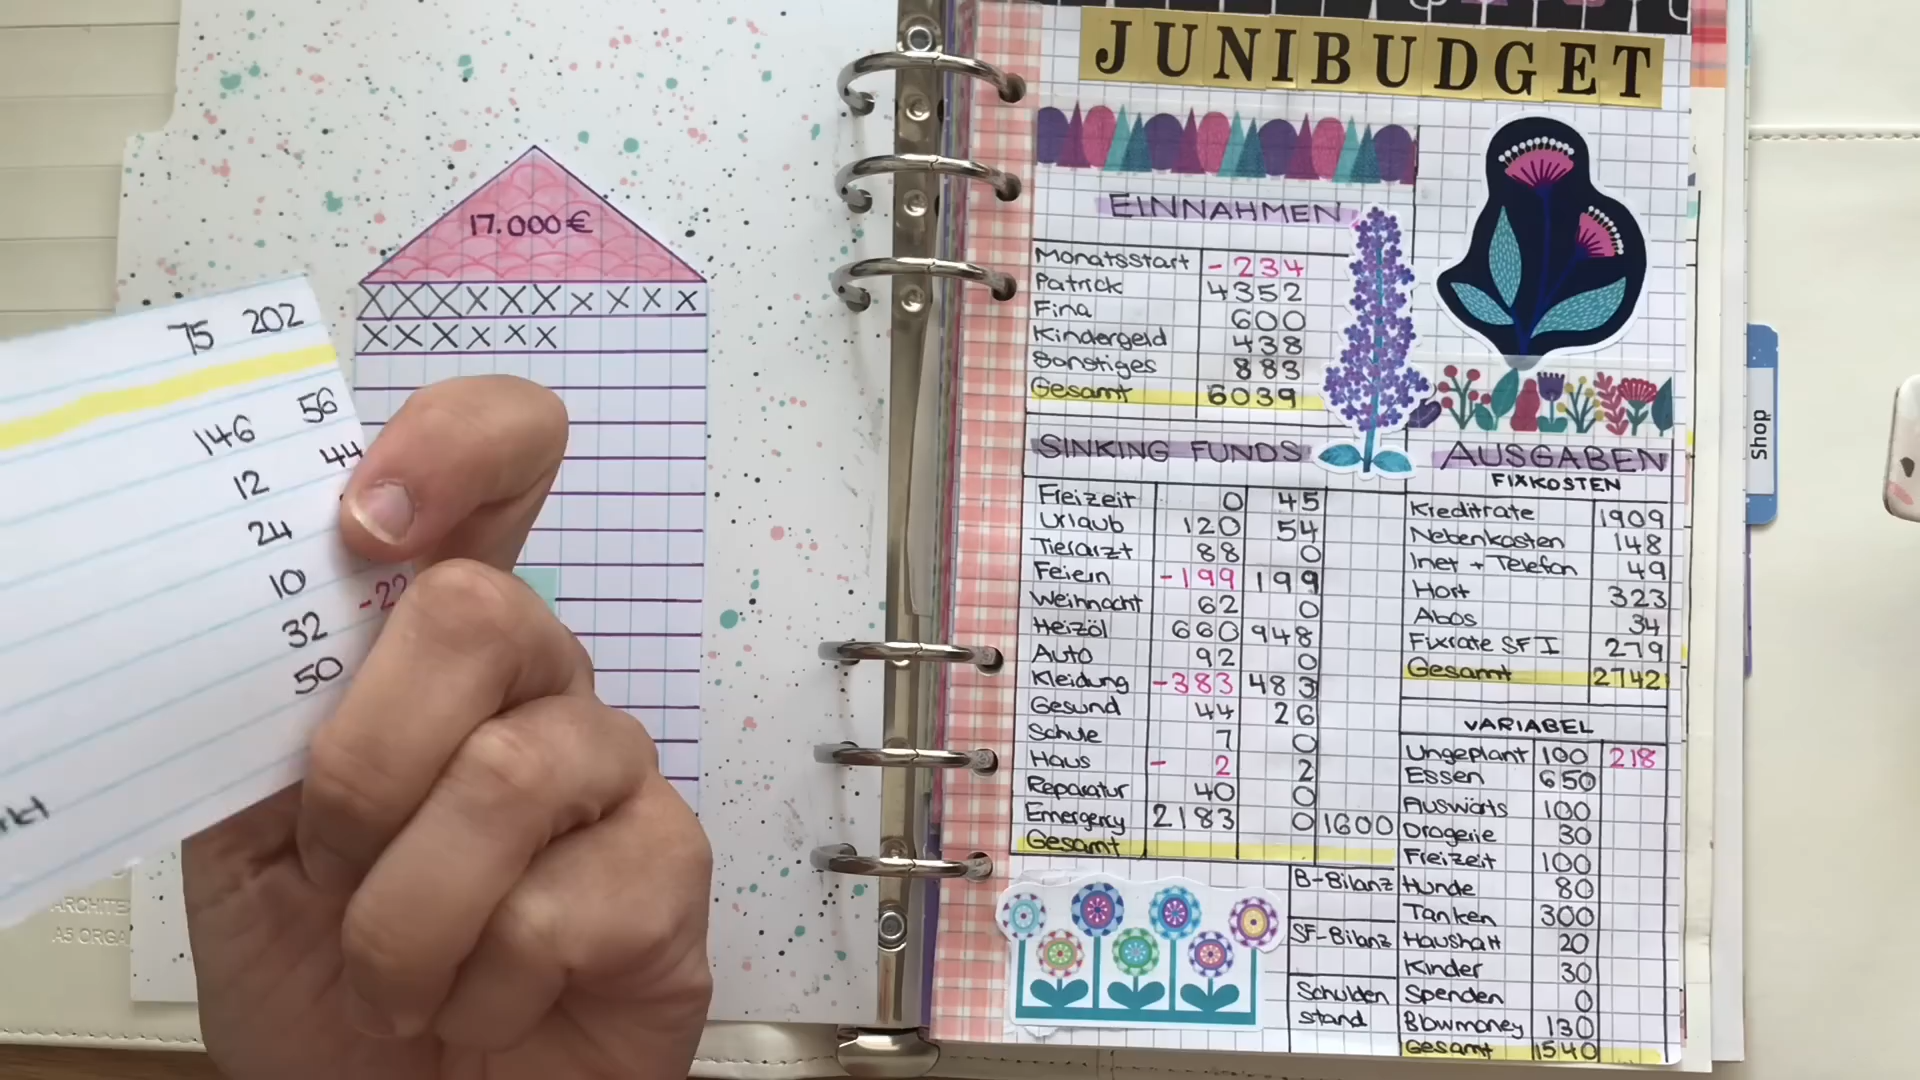 JUNIBUDGET
17.000€
XXXXXXXXXX
XXXXXX
75 202
146 56
12 44
24
10
32
50
ARCHITE
A5 ORGA
EINNAHMEN
Monatsstart -234
Patrick 4352
Fina 600
Kindergeld 438
Sonstiges 883
Gesamt 6039
SINKING FUNDS
Freizeit 0 45
Urlaub 120 54
Tierarzt 88 0
Feiern -199 199
Weihnacht 62 0
Heizöl 660 948
Auto 92 0
Kleidung -383 483
Gesund 44 26
Schule 7 0
Haus - 2 2
Reparatur 40 0
Emergency 2183 0 1600
Gesamt
B-Bilanz
SF-Bilanz
Schulden
stand
AUSGABEN
FIXKOSTEN
Kreditrate 1909
Nebenkosten 148
Inet + Telefon 49
Hort 323
Abos 34
Fixrate SF I 279
Gesamt 2742
VARIABEL
Ungeplant 100 218
Essen 650
Auswärts 100
Drogerie 30
Freizeit 100
Hunde 80
Tanken 300
Haushalt 20
Kinder 30
Spenden 0
Blowmoney 130
Gesamt 1540
Shop